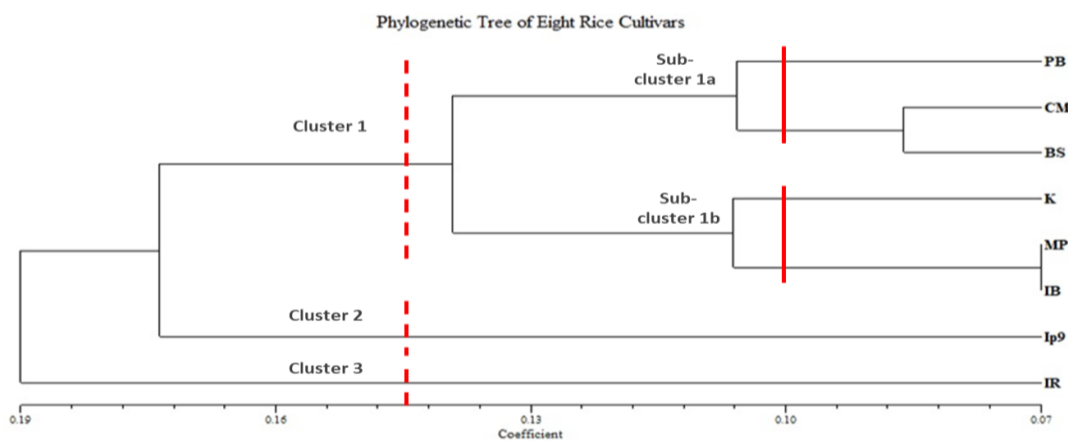 Phylogenetic Tree of Eight Rice Cultivars
Sub-
cluster 1a
PB
CM
Cluster 1
BS
Sub-
cluster 1b
K
MP
IB
Cluster 2
Ip9
Cluster 3
IR
0.19
0.16
0.13
0.10
0.07
Coefficient